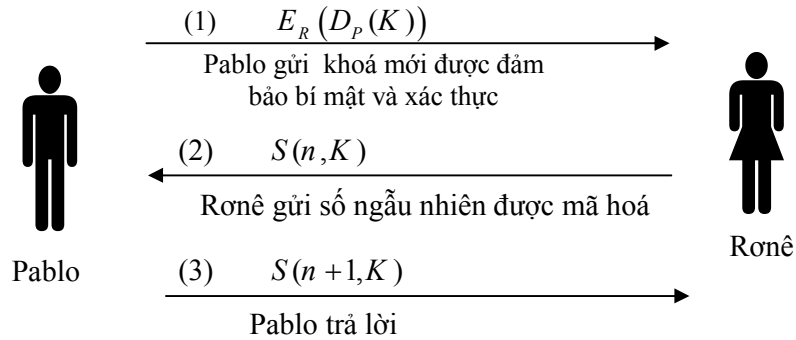 (1) E_R (D_P (K))
Pablo gửi khoá mới được đảm
bảo bí mật và xác thực
(2) S(n,K)
Rơnê gửi số ngẫu nhiên được mã hoá
Pablo
Rơnê
(3) S(n+1,K)
Pablo trả lời